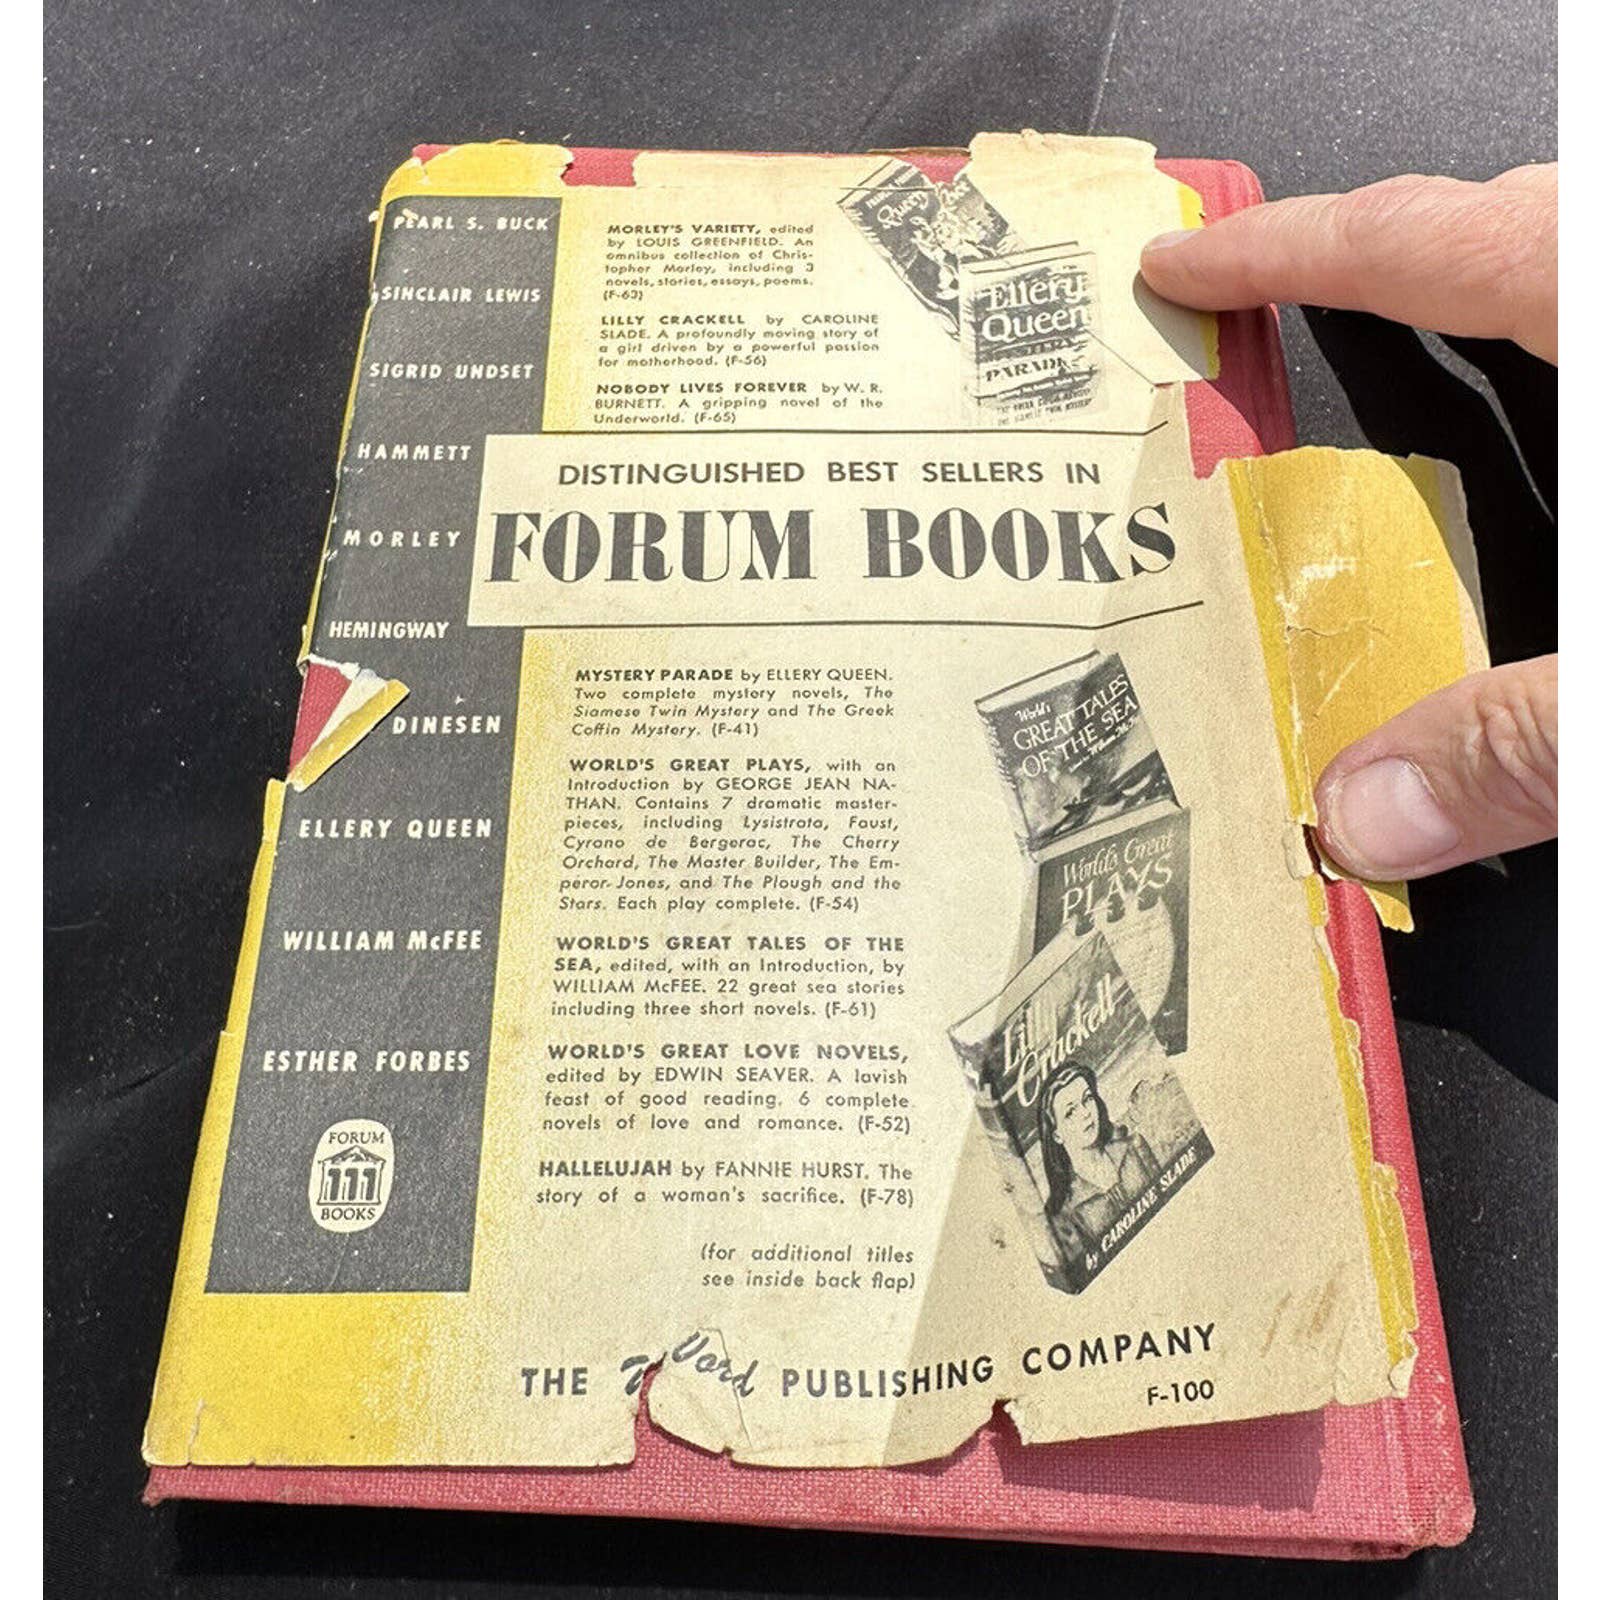 PEARL S. BUCK
SINCLAIR LEWIS
SIGRID UNDSET
HAMMETT
MORLEY
HEMINGWAY
DINESEN
ELLERY QUEEN
WILLIAM McFEE
ESTHER FORBES
FORUM
BOOKS
MORLEY'S VARIETY, edited
by LOUIS GREENFIELD. An
omnibus collection of Chris-
topher Morley, including 3
novels, stories, essays, poems.
(F-63)
LILLY CRACKELL by CAROLINE
SLADE. A profoundly moving story of
a girl driven by a powerful passion
for motherhood. (F-56)
NOBODY LIVES FOREVER by W. R.
BURNETT. A gripping novel of the
Underworld. (F-65)
Ellery
Queen
PARADE
DISTINGUISHED BEST SELLERS IN
FORUM BOOKS
MYSTERY PARADE by ELLERY QUEEN.
Two complete mystery novels, The
Siamese Twin Mystery and The Greek
Coffin Mystery. (F-41)
WORLD'S GREAT PLAYS, with an
Introduction by GEORGE JEAN NA-
THAN. Contains 7 dramatic master-
pieces, including Lysistrata, Faust,
Cyrano de Bergerac, The Cherry
Orchard, The Master Builder, The Em-
peror Jones, and The Plough and the
Stars. Each play complete. (F-54)
WORLD'S GREAT TALES OF THE
SEA, edited, with an Introduction, by
WILLIAM McFEE. 22 great sea stories
including three short novels. (F-61)
WORLD'S GREAT LOVE NOVELS,
edited by EDWIN SEAVER. A lavish
feast of good reading. 6 complete
novels of love and romance. (F-52)
HALLELUJAH by FANNIE HURST. The
story of a woman's sacrifice. (F-78)
(for additional titles
see inside back flap)
World's
GREAT TALES
OF THE SEA
World's Great
PLAYS
Lilly
Crackell
by CAROLINE SLADE
THE World PUBLISHING COMPANY
F-100